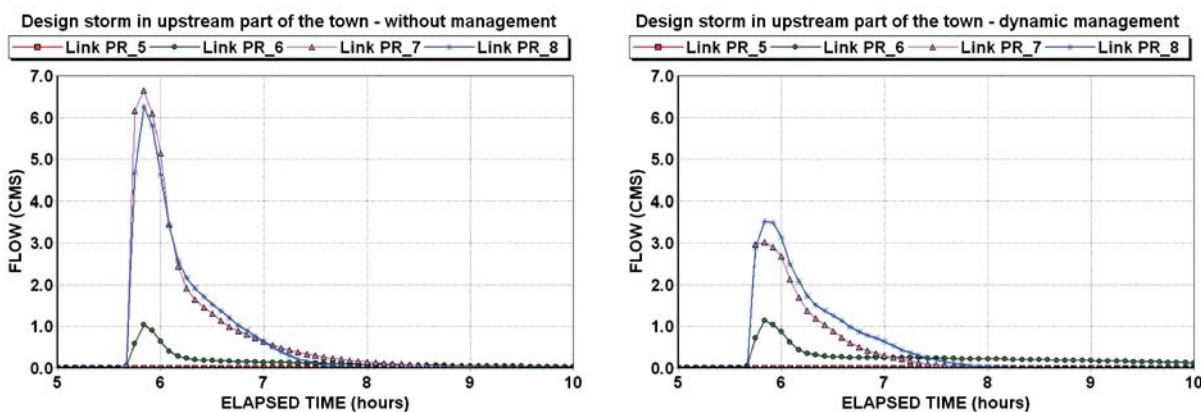 Design storm in upstream part of the town - without management
Link PR_5 Link PR_6 Link PR_7 Link PR_8
7.0
6.0
5.0
4.0
3.0
2.0
1.0
0.0
FLOW (CMS)
5 6 7 8 9 10
ELAPSED TIME (hours)
Design storm in upstream part of the town - dynamic management
Link PR_5 Link PR_6 Link PR_7 Link PR_8
7.0
6.0
5.0
4.0
3.0
2.0
1.0
0.0
FLOW (CMS)
5 6 7 8 9 10
ELAPSED TIME (hours)